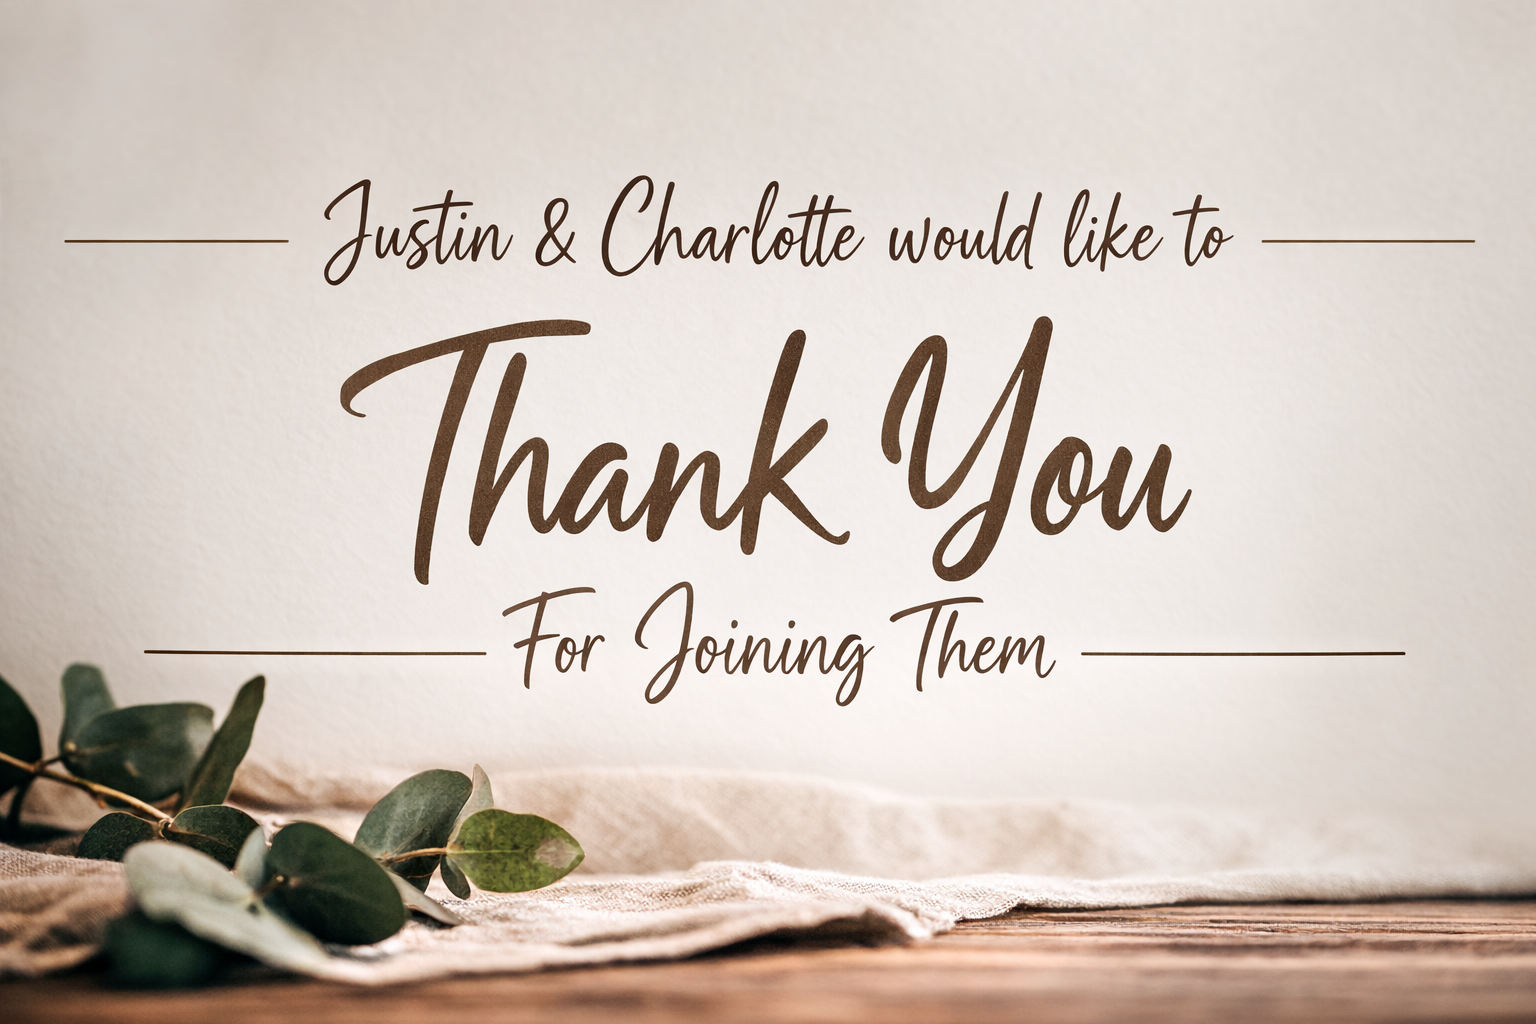 Justin & Charlotte would like to
Thank You
For Joining Them